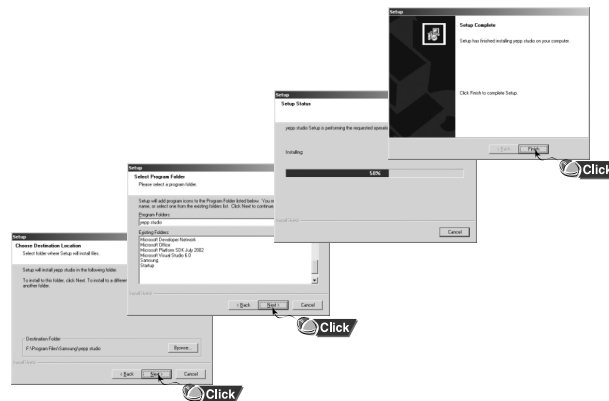 Setup
Setup Complete
Setup has finished installing yepp studio on your computer
Click Finish to complete Setup.
< Back
Finish
Click
Setup
Setup Status
yepp studio Setup is performing the requested operati
Installing:
50%
InstallShield
Cancel
Setup
Select Program Folder
Please select a program folder.
Setup will add program icons to the Program Folder listed below. You m
name, or select one from the existing folders list. Click Next to continue
Program Folders:
yepp studio
Existing Folders:
Microsoft Developer Network
Microsoft Office
Microsoft Platform SDK July 2002
Microsoft Visual Studio 6.0
Samsung
Startup
InstallShield
< Back
Next >
Cancel
Click
Setup
Choose Destination Location
Select folder where Setup will install files.
Setup will install yepp studio in the following folder.
To install to this folder, click Next. To install to a differen
another folder.
Destination Folder
F:\Program Files\Samsung\yepp studio
Browse...
InstallShield
< Back
Next >
Cancel
Click